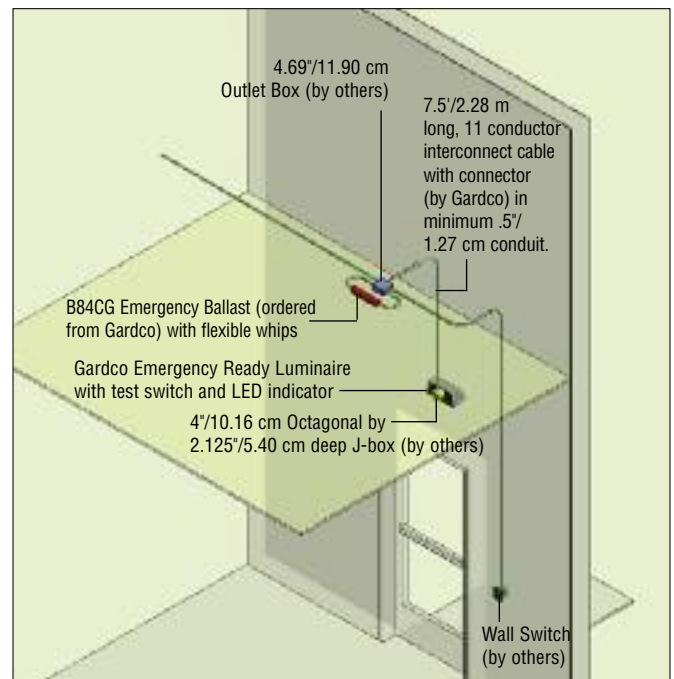 4.69"/11.90 cm
Outlet Box (by others)
7.5'/2.28 m
long, 11 conductor
interconnect cable
with connector
(by Gardco) in
minimum .5"/
1.27 cm conduit.
B84CG Emergency Ballast (ordered
from Gardco) with flexible whips
Gardco Emergency Ready Luminaire
with test switch and LED indicator
4"/10.16 cm Octagonal by
2.125"/5.40 cm deep J-box (by others)
Wall Switch
(by others)